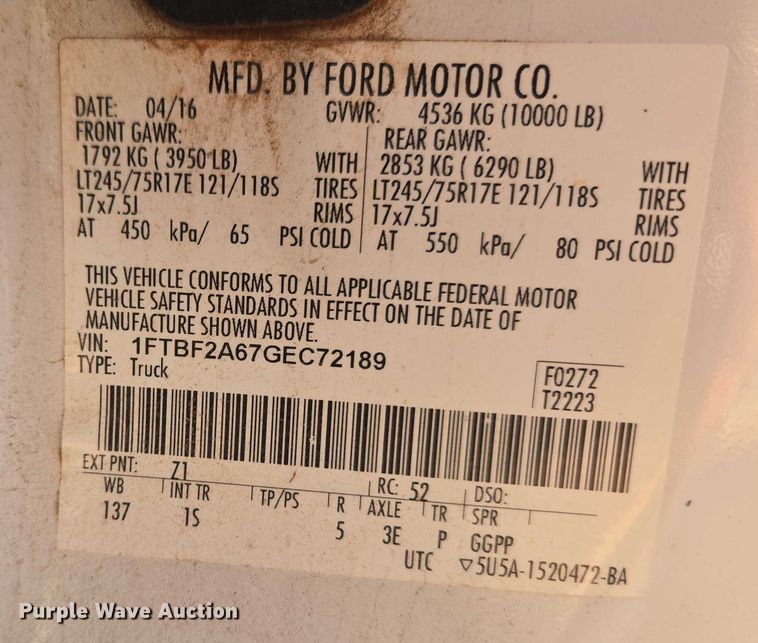 MFD. BY FORD MOTOR CO.
DATE: 04/16 GVWR: 4536 KG (10000 LB)
FRONT GAWR: REAR GAWR:
1792 KG ( 3950 LB) WITH 2853 KG ( 6290 LB) WITH
LT245/75R17E 121/118S TIRES LT245/75R17E 121/118S TIRES
17x7.5J RIMS 17x7.5J RIMS
AT 450 kPa/ 65 PSI COLD AT 550 kPa/ 80 PSI COLD
THIS VEHICLE CONFORMS TO ALL APPLICABLE FEDERAL MOTOR
VEHICLE SAFETY STANDARDS IN EFFECT ON THE DATE OF
MANUFACTURE SHOWN ABOVE.
VIN: 1FTBF2A67GEC72189
TYPE: Truck
F0272
T2223
EXT PNT: Z1 RC: 52 DSO:
WB INT TR TP/PS R AXLE TR SPR
137 1S 5 3E P GGPP
UTC ▽5U5A-1520472-BA
Purple Wave Auction